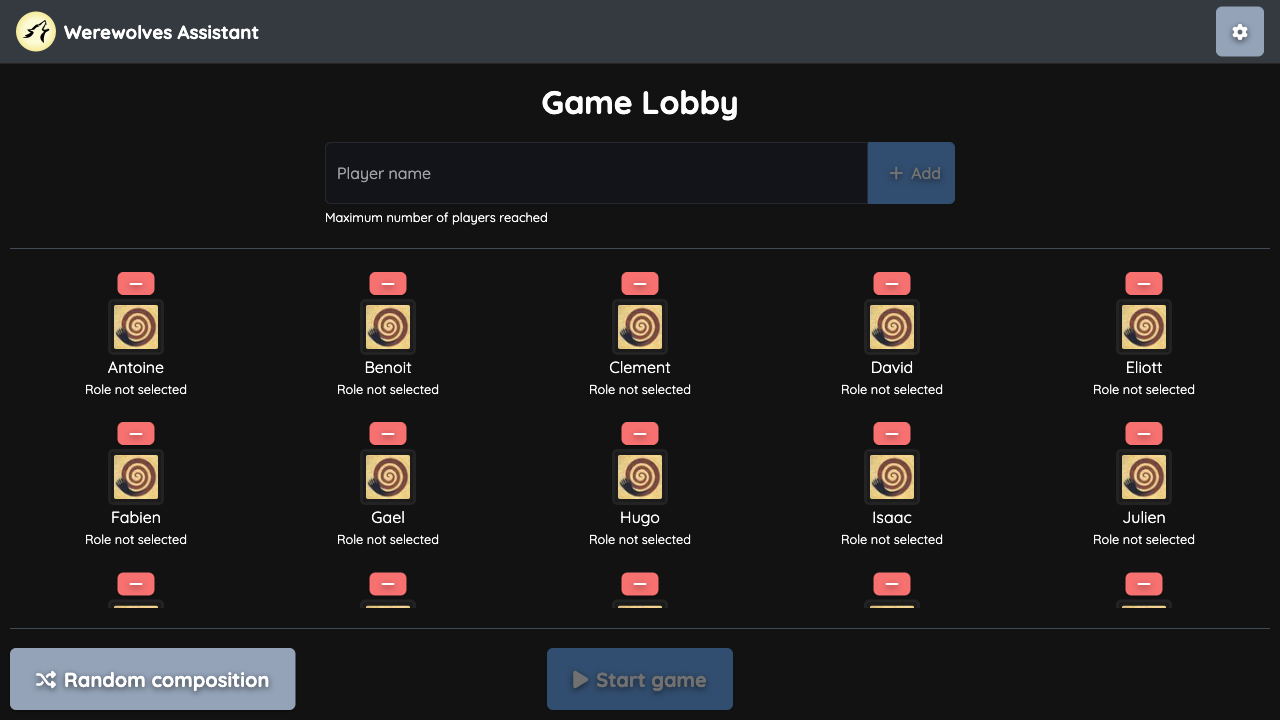 Werewolves Assistant
Game Lobby
Player name
Add
Maximum number of players reached
Antoine Benoit Clement David Eliott
Role not selected Role not selected Role not selected Role not selected Role not selected
Fabien Gael Hugo Isaac Julien
Role not selected Role not selected Role not selected Role not selected Role not selected
Random composition Start game